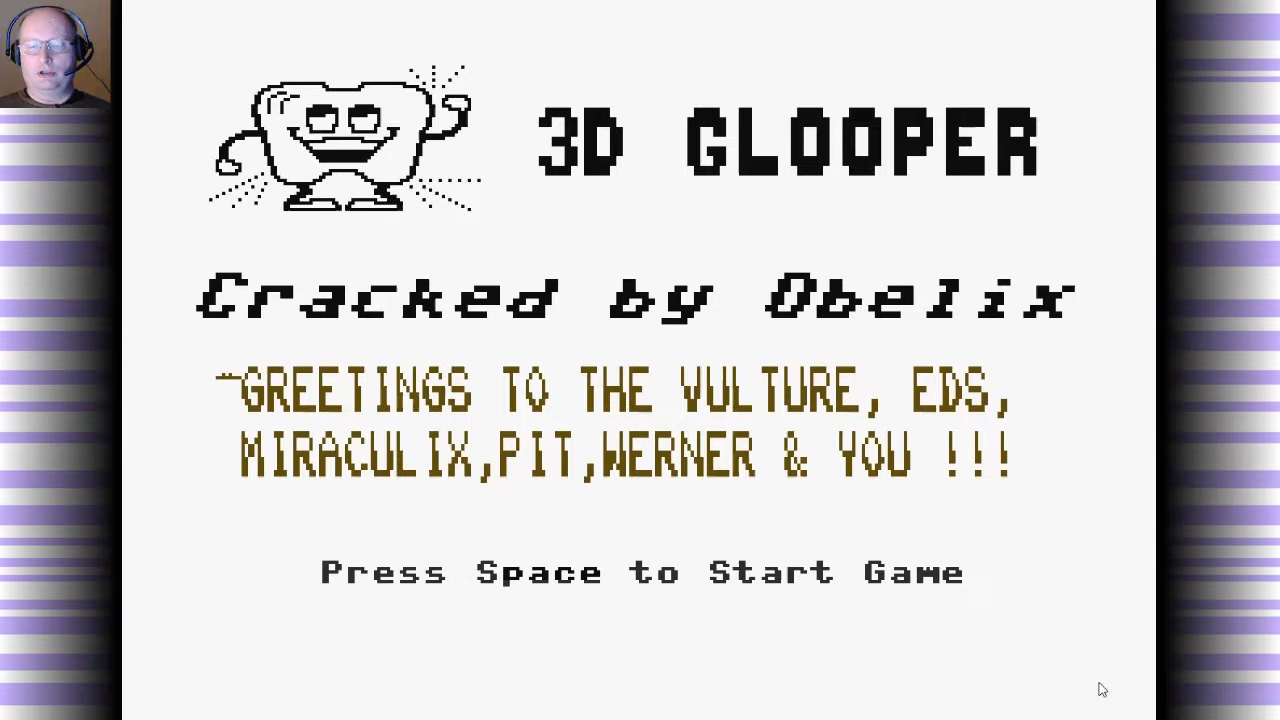 3D GLOOPER
Cracked by Obelix
GREETINGS TO THE VULTURE, EDS,
MIRACULIX,PIT,WERNER & YOU !!!
Press Space to Start Game